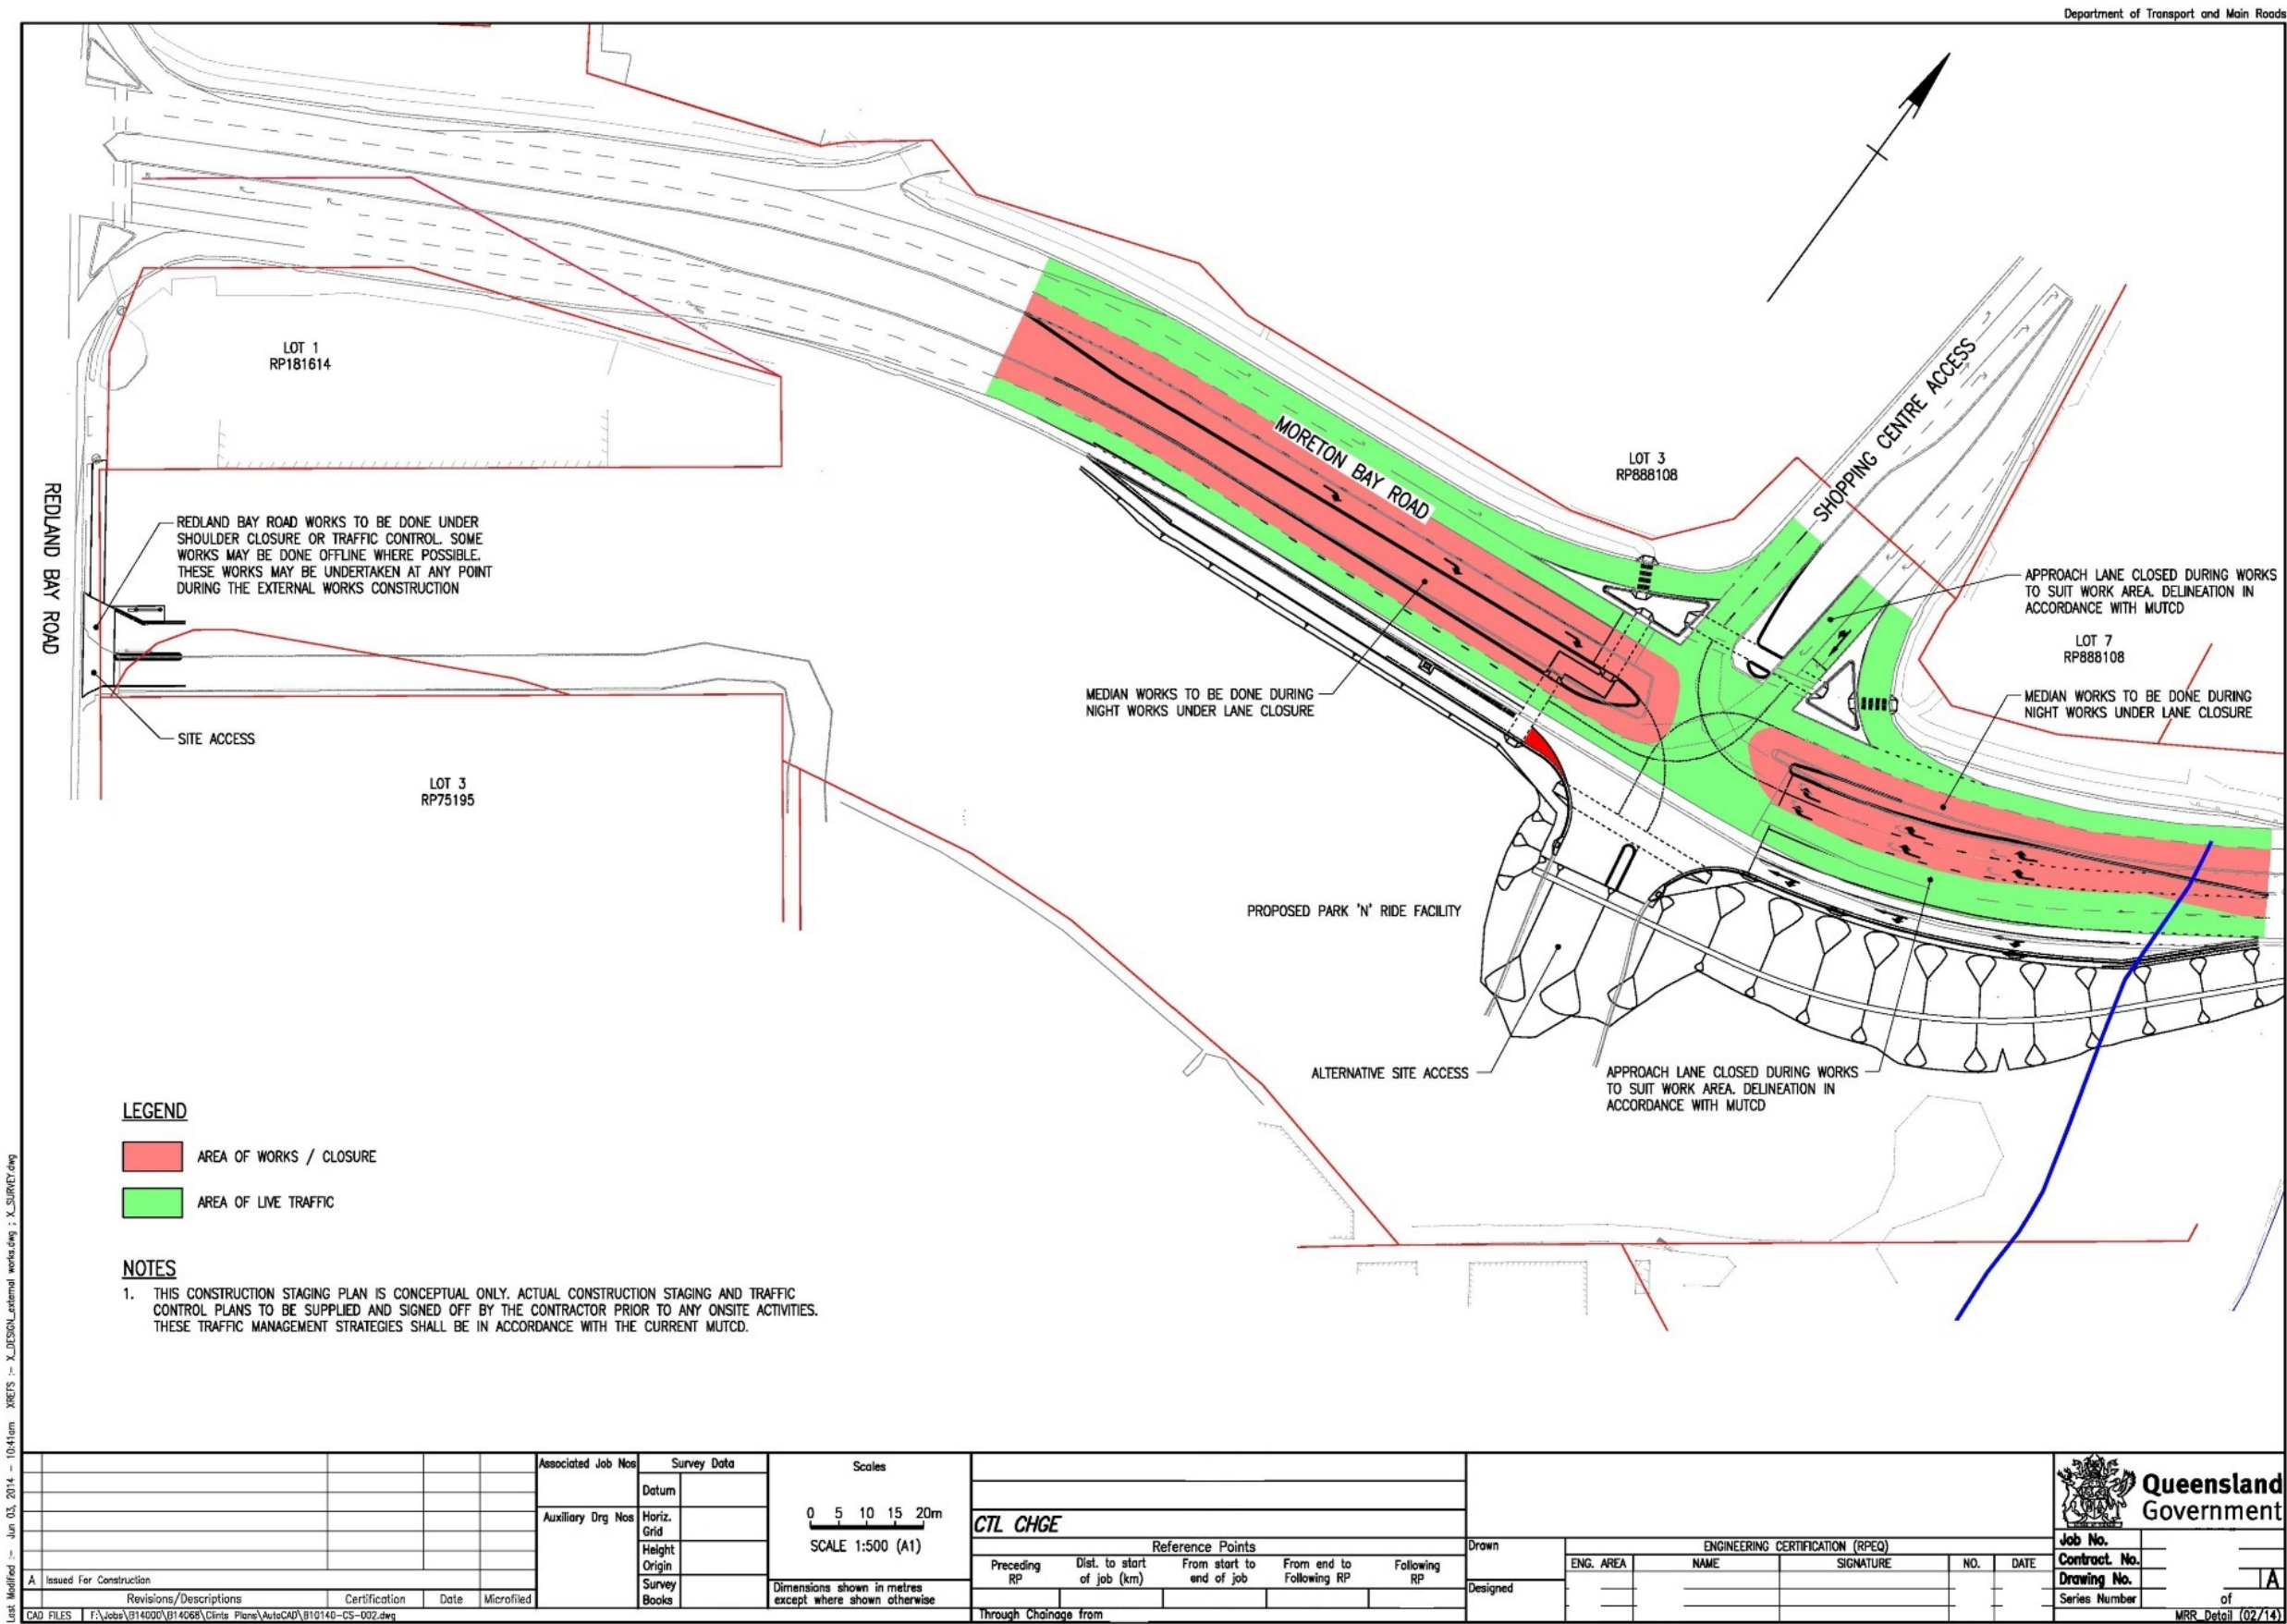 Department of Transport and Main Roads
LOT 1
RP181614
MORETON BAY ROAD
SHOPPING CENTRE ACCESS
LOT 3
RP888108
REDLAND BAY ROAD
REDLAND BAY ROAD WORKS TO BE DONE UNDER
SHOULDER CLOSURE OR TRAFFIC CONTROL. SOME
WORKS MAY BE DONE OFFLINE WHERE POSSIBLE.
THESE WORKS MAY BE UNDERTAKEN AT ANY POINT
DURING THE EXTERNAL WORKS CONSTRUCTION
APPROACH LANE CLOSED DURING WORKS
TO SUIT WORK AREA. DELINEATION IN
ACCORDANCE WITH MUTCD
LOT 7
RP888108
MEDIAN WORKS TO BE DONE DURING
NIGHT WORKS UNDER LANE CLOSURE
MEDIAN WORKS TO BE DONE DURING
NIGHT WORKS UNDER LANE CLOSURE
SITE ACCESS
LOT 3
RP75195
PROPOSED PARK 'N' RIDE FACILITY
ALTERNATIVE SITE ACCESS
APPROACH LANE CLOSED DURING WORKS
TO SUIT WORK AREA. DELINEATION IN
ACCORDANCE WITH MUTCD
LEGEND
AREA OF WORKS / CLOSURE
AREA OF LIVE TRAFFIC
NOTES
1. THIS CONSTRUCTION STAGING PLAN IS CONCEPTUAL ONLY. ACTUAL CONSTRUCTION STAGING AND TRAFFIC
CONTROL PLANS TO BE SUPPLIED AND SIGNED OFF BY THE CONTRACTOR PRIOR TO ANY ONSITE ACTIVITIES.
THESE TRAFFIC MANAGEMENT STRATEGIES SHALL BE IN ACCORDANCE WITH THE CURRENT MUTCD.
Last Modified :- Jun 03, 2014 - 10:41am XREFS :- X_DESIGN_external works.dwg ; X_SURVEY.dwg
A Issued For Construction
Revisions/Descriptions Certification Date Microfilmed
CAD FILES F:\Jobs\B14000\B14068\Clints Plans\AutoCAD\B10140-CS-002.dwg
Associated Job Nos
Auxiliary Drg Nos
Survey Data
Datum
Horiz.
Grid
Height
Origin
Survey
Books
Scales
0 5 10 15 20m
SCALE 1:500 (A1)
Dimensions shown in metres
except where shown otherwise
CTL CHGE
Reference Points
Preceding
RP
Dist. to start
of job (km)
From start to
end of job
From end to
Following RP
Following
RP
Through Chainage from
Drawn
Designed
ENGINEERING CERTIFICATION (RPEQ)
ENG. AREA NAME SIGNATURE NO. DATE
Queensland
Government
Job No.
Contract. No.
Drawing No. A
Series Number of
MRR_Detail (02/14)